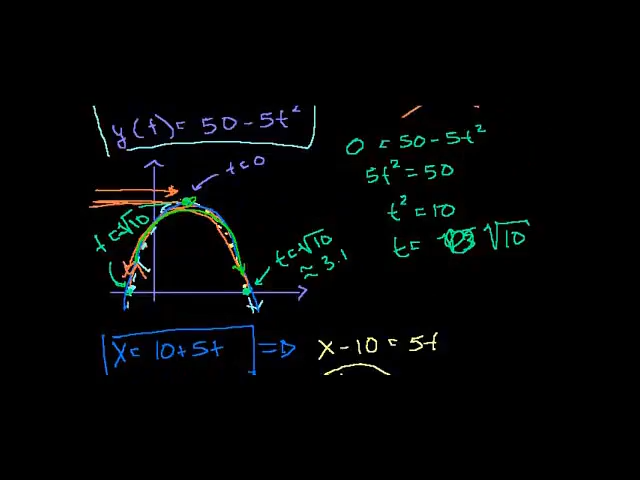 y(t) = 50 - 5t²
0 = 50 - 5t²
5t² = 50
t² = 10
t = √10
t = 0
t = -√10
t = √10
≈ 3.1
x = 10 + 5t ⇒ x - 10 = 5t